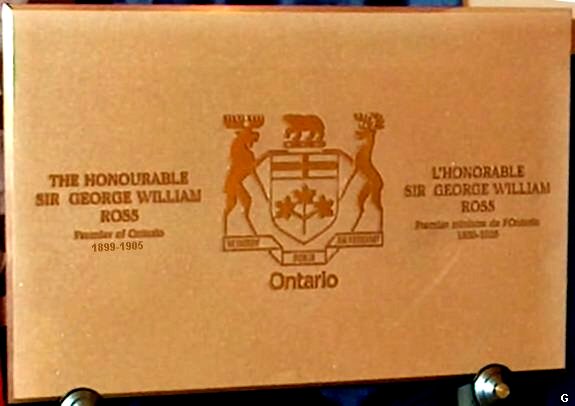 THE HONOURABLE
SIR GEORGE WILLIAM
ROSS
Premier of Ontario
1899-1905
Ontario
L'HONORABLE
SIR GEORGE WILLIAM
ROSS
Premier ministre de l'Ontario
1899-1905
G